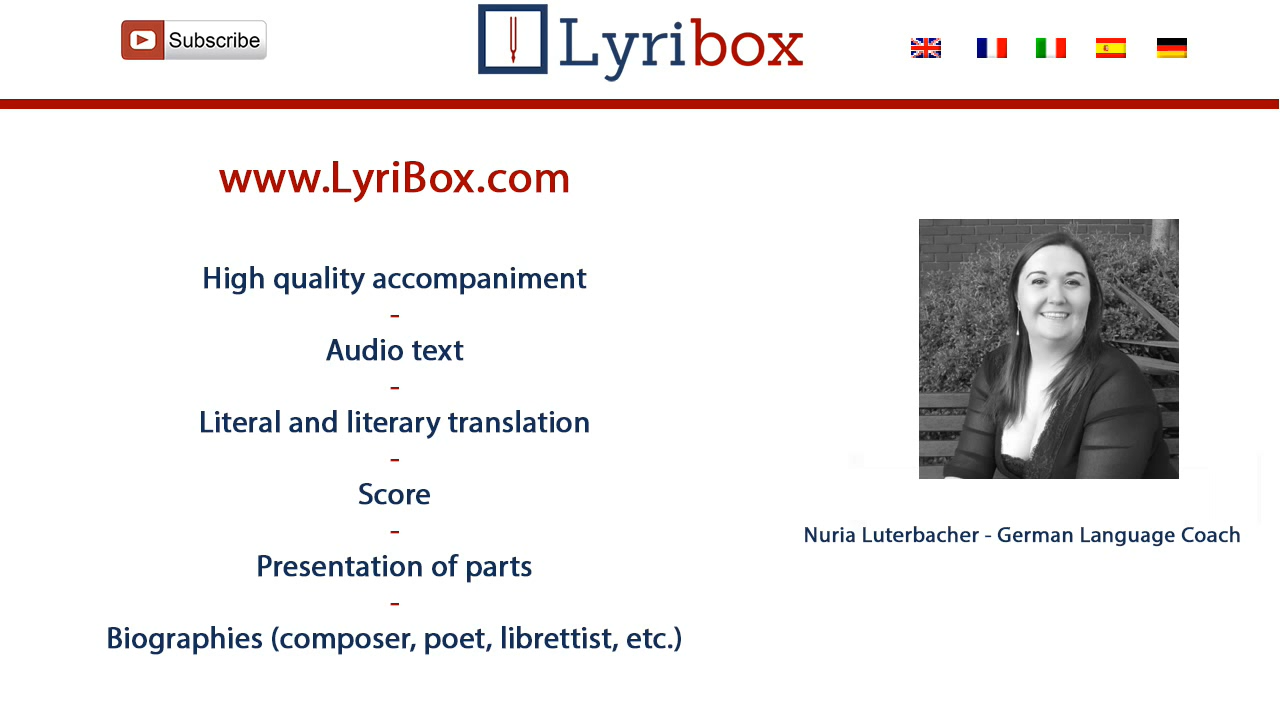 Subscribe
Lyribox
www.LyriBox.com
High quality accompaniment
-
Audio text
-
Literal and literary translation
-
Score
-
Presentation of parts
-
Biographies (composer, poet, librettist, etc.)
Nuria Luterbacher - German Language Coach